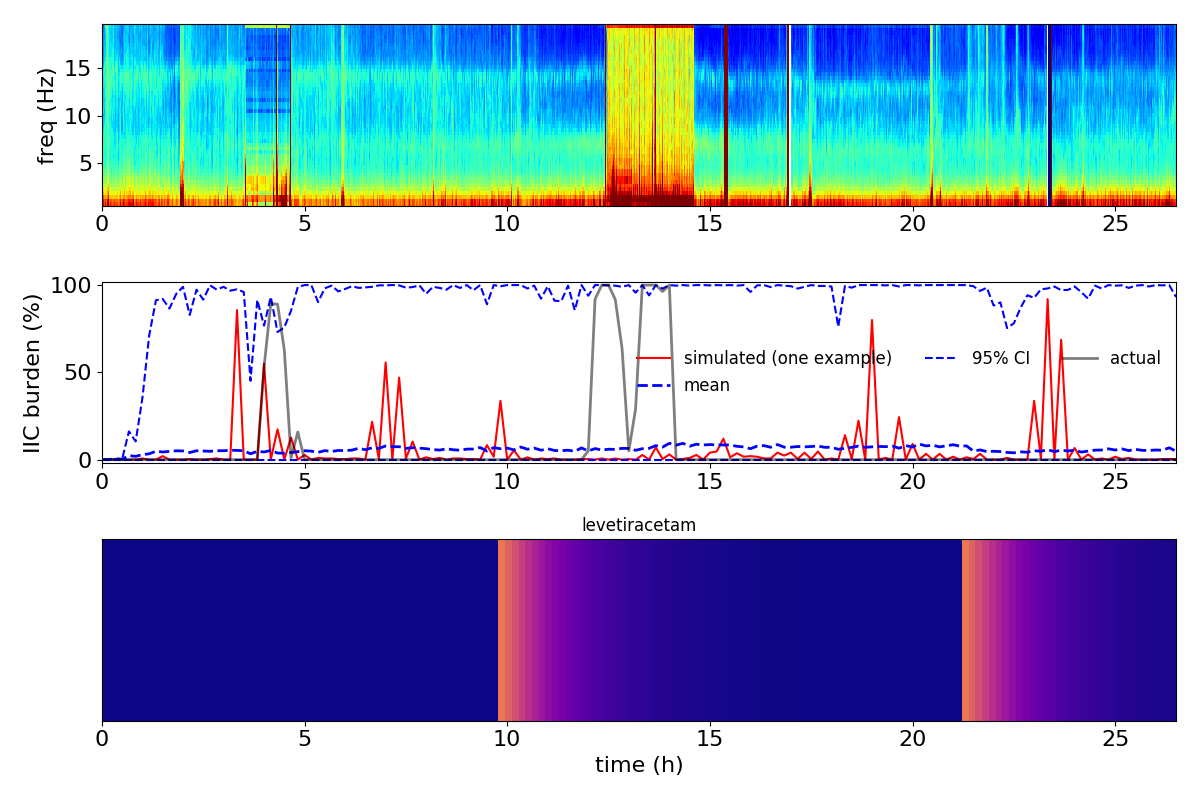 freq (Hz)
15
10
5
0 5 10 15 20 25
IIC burden (%)
100
50
0
simulated (one example) 95% CI actual
mean
0 5 10 15 20 25
levetiracetam
0 5 10 15 20 25
time (h)